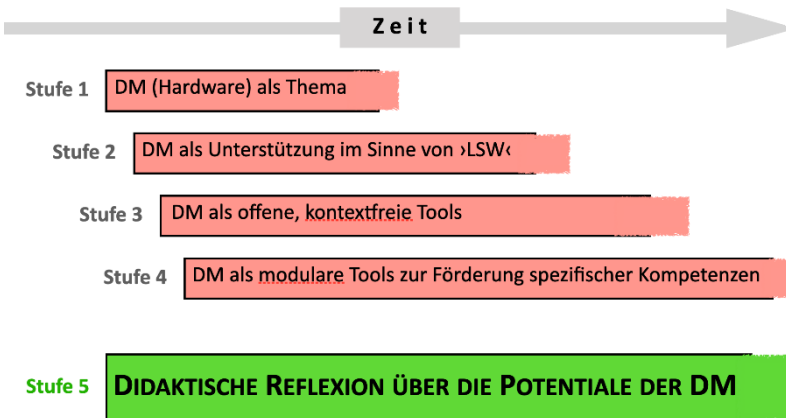 Zeit
Stufe 1 DM (Hardware) als Thema
Stufe 2 DM als Unterstützung im Sinne von ›LSW‹
Stufe 3 DM als offene, kontextfreie Tools
Stufe 4 DM als modulare Tools zur Förderung spezifischer Kompetenzen
Stufe 5 DIDAKTISCHE REFLEXION ÜBER DIE POTENTIALE DER DM